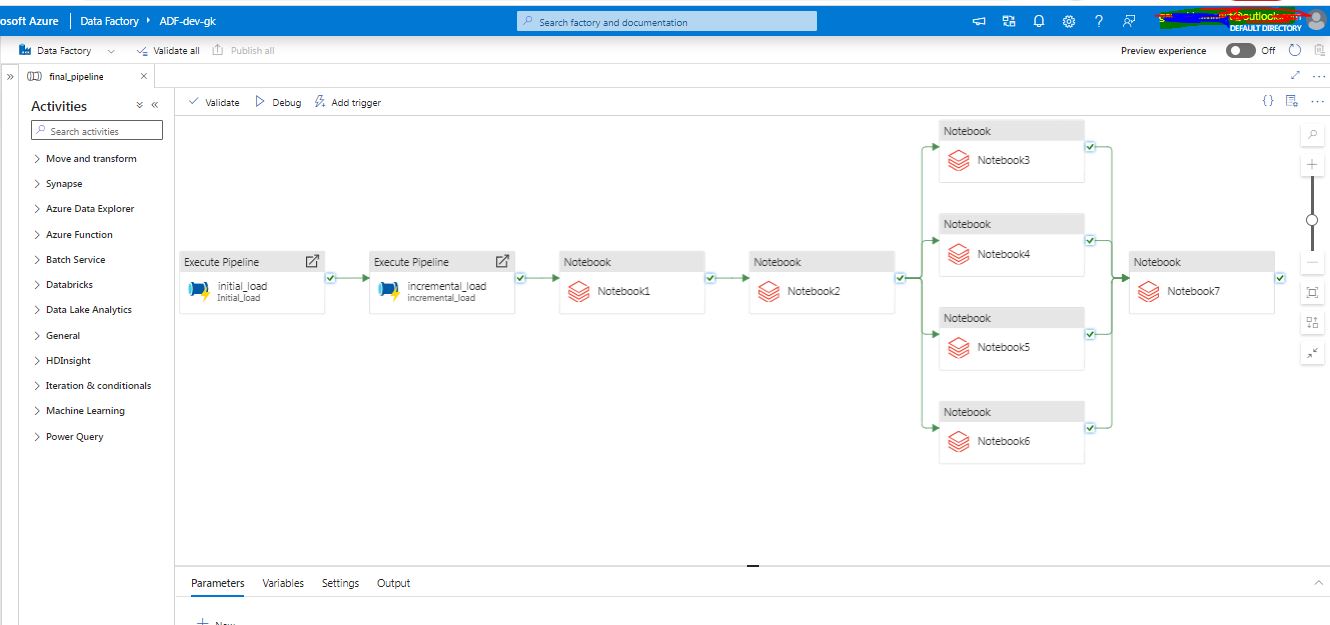 osoft Azure
Data Factory
ADF-dev-gk
Search factory and documentation
DEFAULT DIRECTORY
Data Factory
Validate all
Publish all
Preview experience
Off
final_pipeline
Activities
Search activities
Move and transform
Synapse
Azure Data Explorer
Azure Function
Batch Service
Databricks
Data Lake Analytics
General
HDInsight
Iteration & conditionals
Machine Learning
Power Query
Validate
Debug
Add trigger
Execute Pipeline
initial_load
Initial_load
Execute Pipeline
incremental_load
incremental_load
Notebook
Notebook1
Notebook
Notebook2
Notebook
Notebook3
Notebook
Notebook4
Notebook
Notebook5
Notebook
Notebook6
Notebook
Notebook7
Parameters
Variables
Settings
Output
New